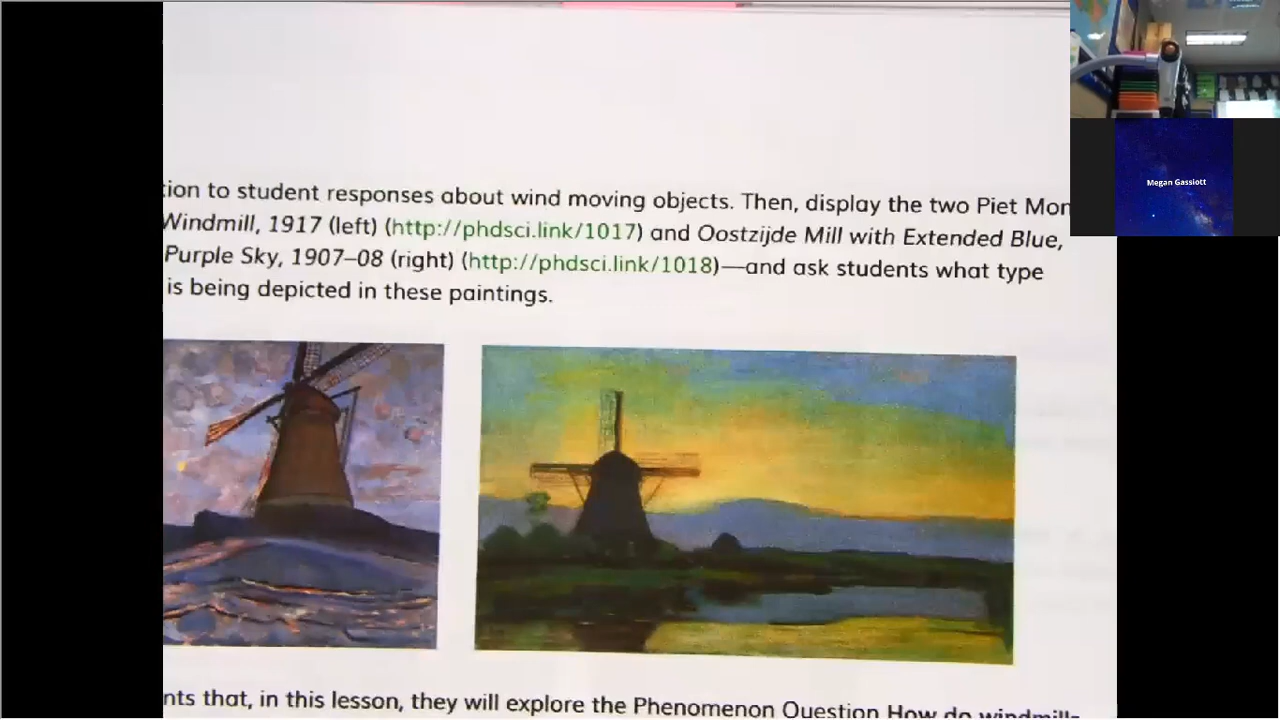 to student responses about wind moving objects. Then, display the two Piet
Windmill, 1917 (left) (http://phdsci.link/1017) and Oostzijde Mill with Extended Blue,
Purple Sky, 1907–08 (right) (http://phdsci.link/1018)—and ask students what type
is being depicted in these paintings.
that, in this lesson, they will explore the Phenomenon Question How do
Megan Gassiott